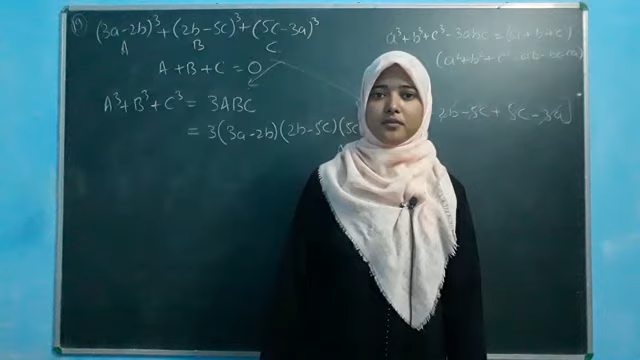 (3a-2b)³ + (2b-5c)³ + (5c-3a)³
A B C
A+B+C = 0
A³+B³+C³ = 3ABC
= 3(3a-2b)(2b-5c)(5c
a³+b³+c³-3abc = (a+b+c)
(a²+b²+c²-ab-bc-ca)
2b-5c+5c-3a]